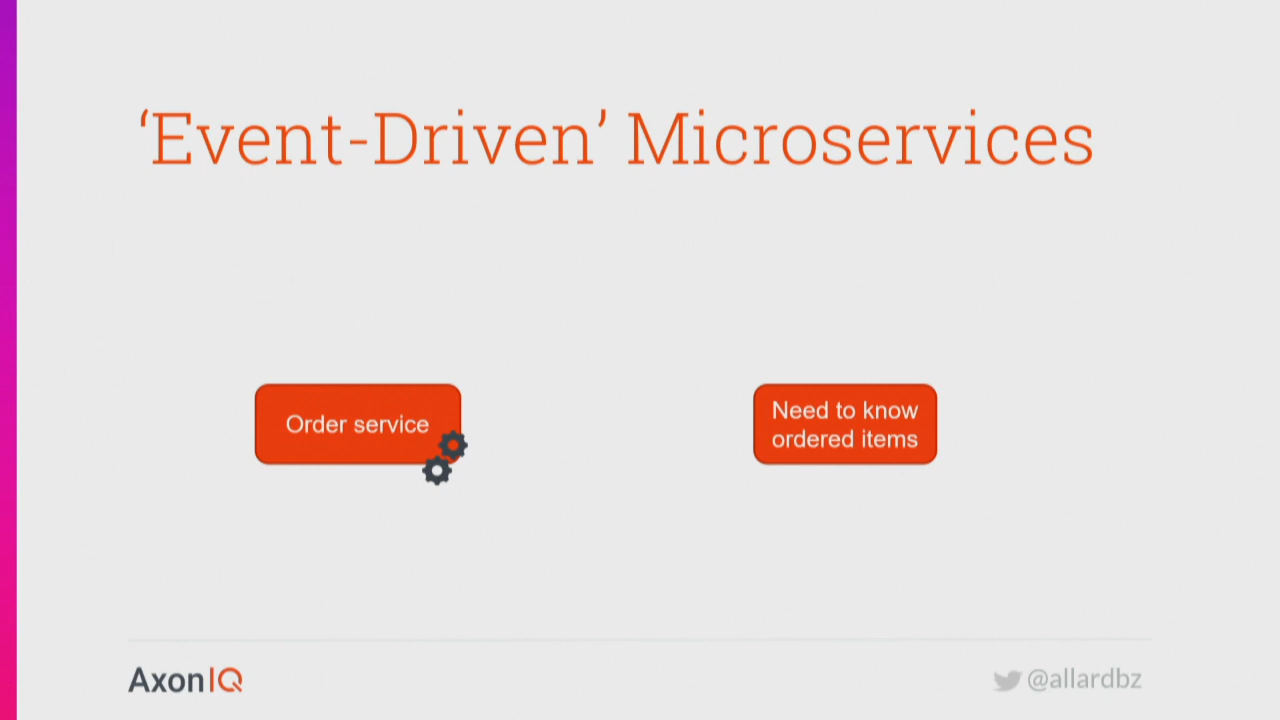 ‘Event-Driven’ Microservices
Order service
Need to know
ordered items
AxonIQ
@allardbz